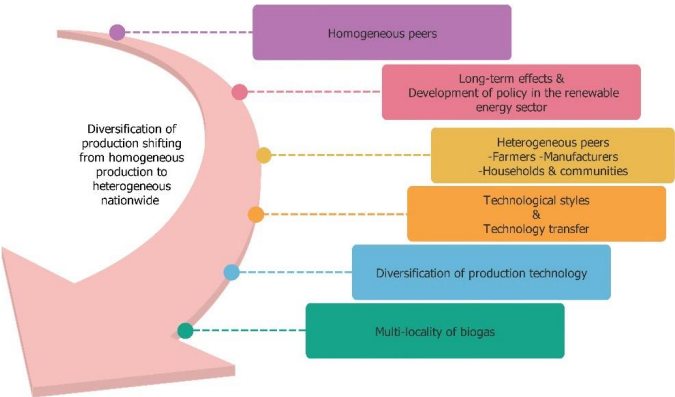 Homogeneous peers
Long-term effects &
Development of policy in the renewable
energy sector
Diversification of
production shifting
from homogeneous
production to
heterogeneous
nationwide
Heterogeneous peers
-Farmers -Manufacturers
-Households & communities
Technological styles
&
Technology transfer
Diversification of production technology
Multi-locality of biogas